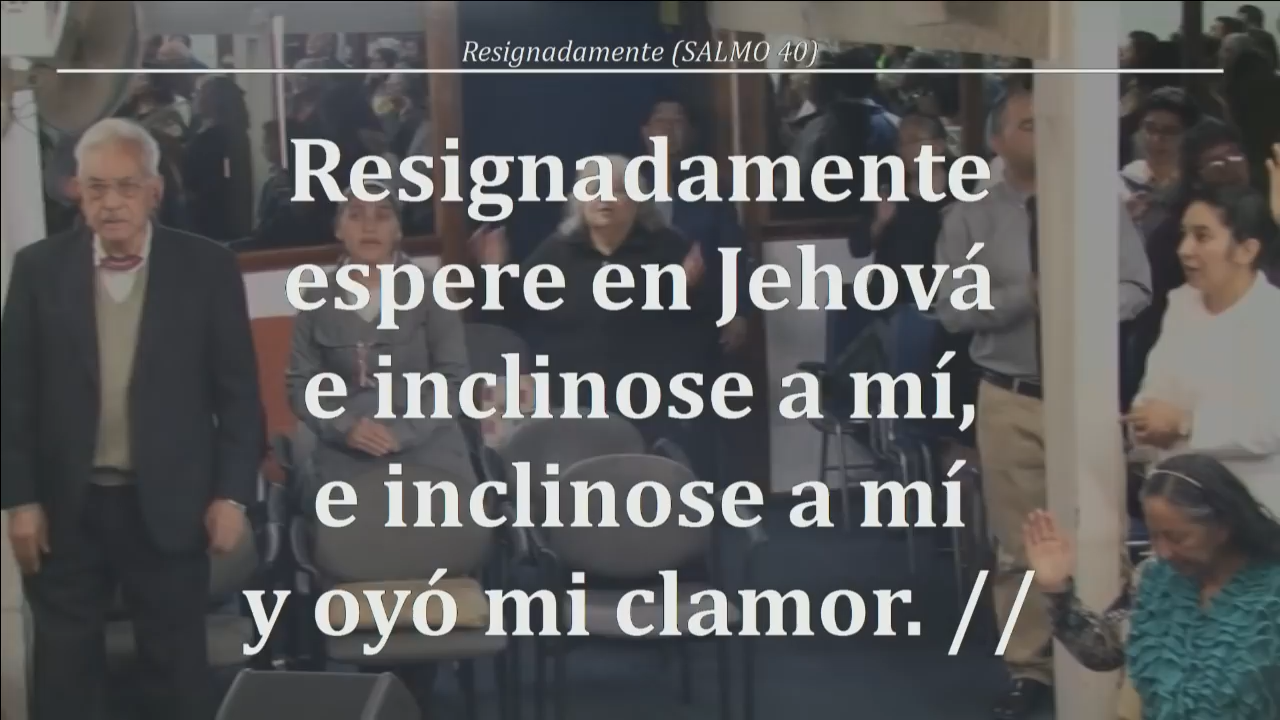 Resignadamente (SALMO 40)
Resignadamente
espere en Jehová
e inclinose a mí,
e inclinose a mí
y oyó mi clamor. //